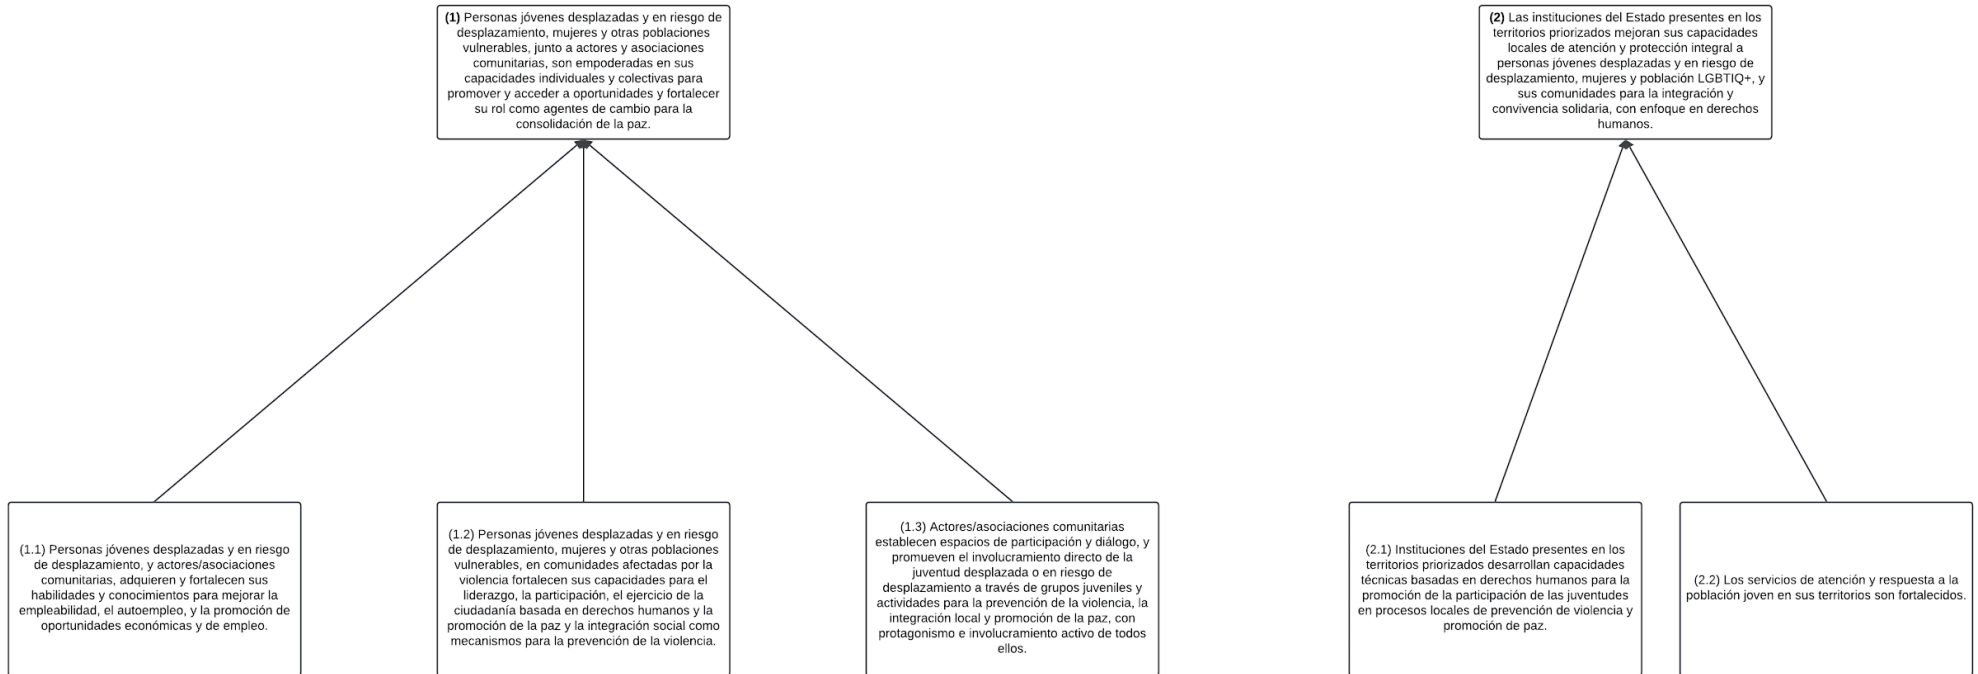 (1) Personas jóvenes desplazadas y en riesgo de
desplazamiento, mujeres y otras poblaciones
vulnerables, junto a actores y asociaciones
comunitarias, son empoderadas en sus
capacidades individuales y colectivas para
promover y acceder a oportunidades y fortalecer
su rol como agentes de cambio para la
consolidación de la paz.
(2) Las instituciones del Estado presentes en los
territorios priorizados mejoran sus capacidades
locales de atención y protección integral a
personas jóvenes desplazadas y en riesgo de
desplazamiento, mujeres y población LGBTIQ+, y
sus comunidades para la integración y
convivencia solidaria, con enfoque en derechos
humanos.
(1.1) Personas jóvenes desplazadas y en riesgo
de desplazamiento, y actores/asociaciones
comunitarias, adquieren y fortalecen sus
habilidades y conocimientos para mejorar la
empleabilidad, el autoempleo, y la promoción de
oportunidades económicas y de empleo.
(1.2) Personas jóvenes desplazadas y en riesgo
de desplazamiento, mujeres y otras poblaciones
vulnerables, en comunidades afectadas por la
violencia fortalecen sus capacidades para el
liderazgo, la participación, el ejercicio de la
ciudadanía basada en derechos humanos y la
promoción de la paz y la integración social como
mecanismos para la prevención de la violencia.
(1.3) Actores/asociaciones comunitarias
establecen espacios de participación y diálogo, y
promueven el involucramiento directo de la
juventud desplazada o en riesgo de
desplazamiento a través de grupos juveniles y
actividades para la prevención de la violencia, la
integración local y promoción de la paz, con
protagonismo e involucramiento activo de todos
ellos.
(2.1) Instituciones del Estado presentes en los
territorios priorizados desarrollan capacidades
técnicas basadas en derechos humanos para la
promoción de la participación de las juventudes
en procesos locales de prevención de violencia y
promoción de paz.
(2.2) Los servicios de atención y respuesta a la
población joven en sus territorios son fortalecidos.